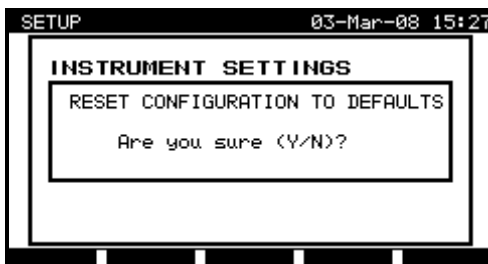 SETUP 03-Mar-08 15:27
INSTRUMENT SETTINGS
RESET CONFIGURATION TO DEFAULTS
Are you sure (Y/N)?